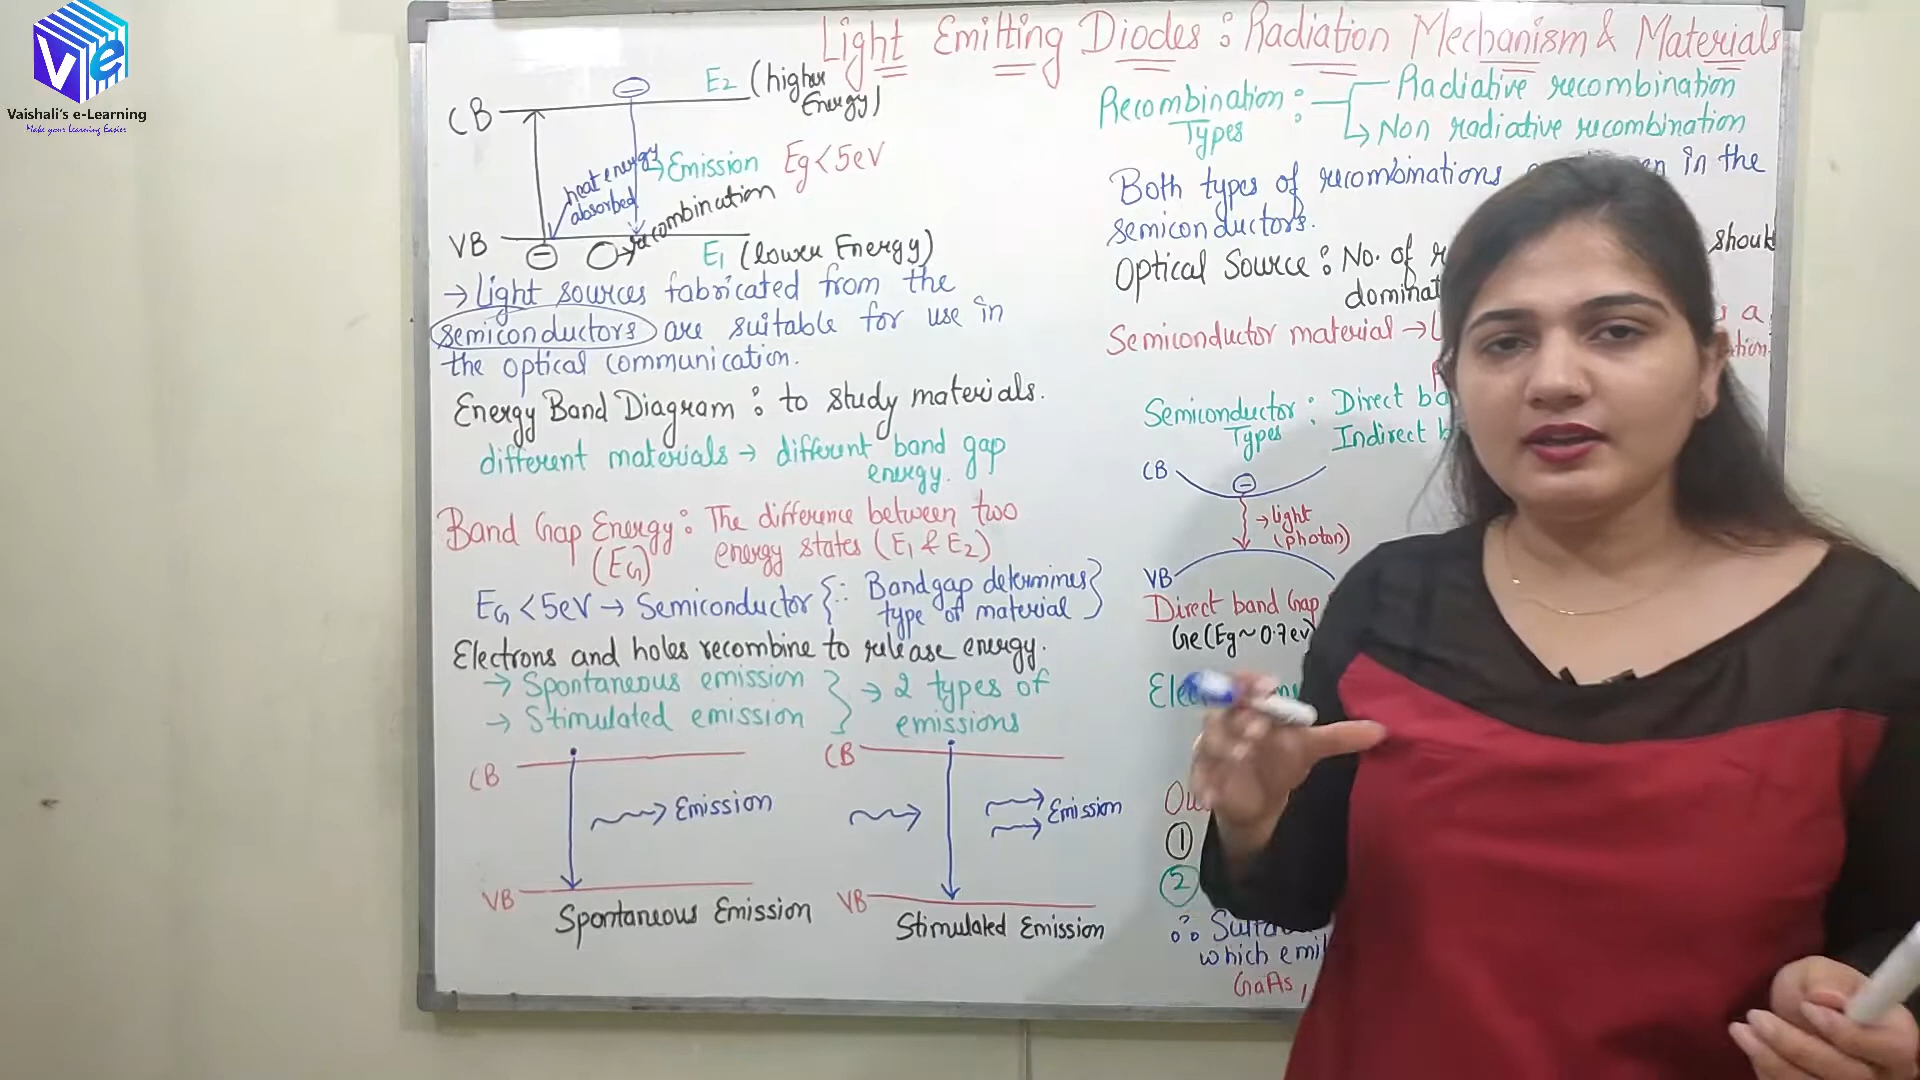 Ve
Vaishali's e-Learning
Make your Learning Easier
Light Emitting Diodes : Radiation Mechanism & Materials
CB
E2 (higher
Energy)
heat energy
absorbed
Emission Eg < 5eV
recombination
VB
E1 (lower Energy)
→ Light sources fabricated from the
semiconductors are suitable for use in
the optical communication.
Energy Band Diagram : to study materials.
different materials → different band gap
energy.
Band Gap Energy : The difference between two
(EG) energy states (E1 & E2)
EG < 5eV → Semiconductor {∵ Bandgap determines
type of material}
Electrons and holes recombine to release energy.
→ Spontaneous emission } → 2 types of
→ Stimulated emission } emissions
CB
Emission
VB
Spontaneous Emission
CB
Emission
VB
Stimulated Emission
Recombination : Radiative recombination
Types → Non radiative recombination
Both types of recombinations in the
semiconductors.
Optical Source : No. of
dominat
Semiconductor material →
a
Semiconductor : Direct
Types Indirect
CB
→ light
(photon)
VB
Direct band Gap
Ge (Eg ~ 0.7ev)
①
②
∴
which
GaAs,